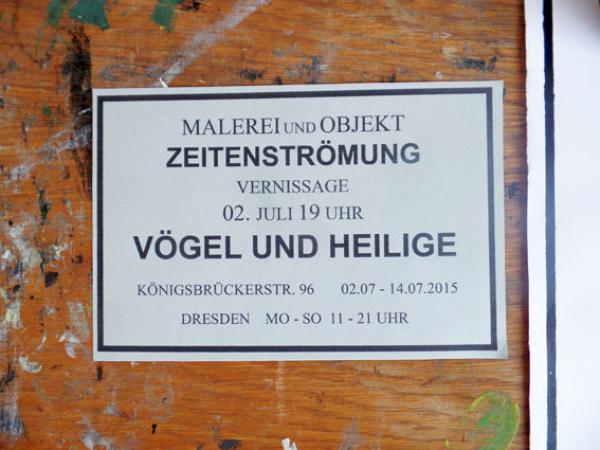 MALEREI UND OBJEKT
ZEITENSTRÖMUNG
VERNISSAGE
02. JULI 19 UHR
VÖGEL UND HEILIGE
KÖNIGSBRÜCKERSTR. 96 02.07 - 14.07.2015
DRESDEN MO - SO 11 - 21 UHR